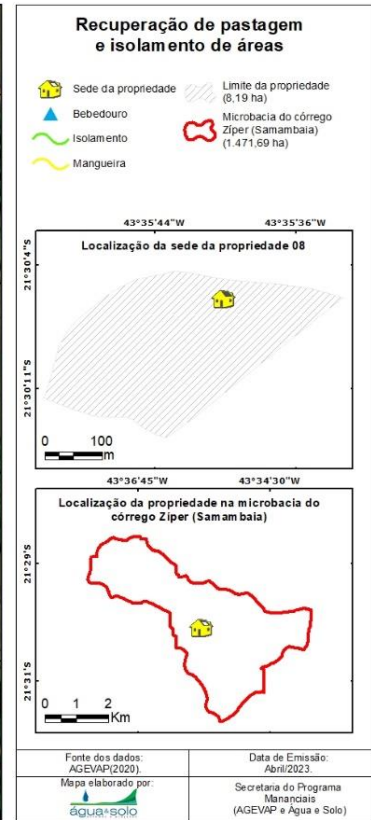 Recuperação de pastagem
e isolamento de áreas
Sede da propriedade
Bebedouro
Isolamento
Mangueira
Limite da propriedade
(8,19 ha)
Microbacia do córrego
Zíper (Samambaia)
(1.471,69 ha)
43°35'44"W 43°35'36"W
Localização da sede da propriedade 08
21°30'4"S
21°30'11"S
0 100
m
43°36'45"W 43°34'30"W
Localização da propriedade na microbacia do
córrego Zíper (Samambaia)
21°29'S
21°31'S
0 1 2
Km
Fonte dos dados:
AGEVAP(2020).
Data de Emissão:
Abril/2023.
Mapa elaborado por:
água&solo
Secretaria do Programa
Mananciais
(AGEVAP e Água e Solo)